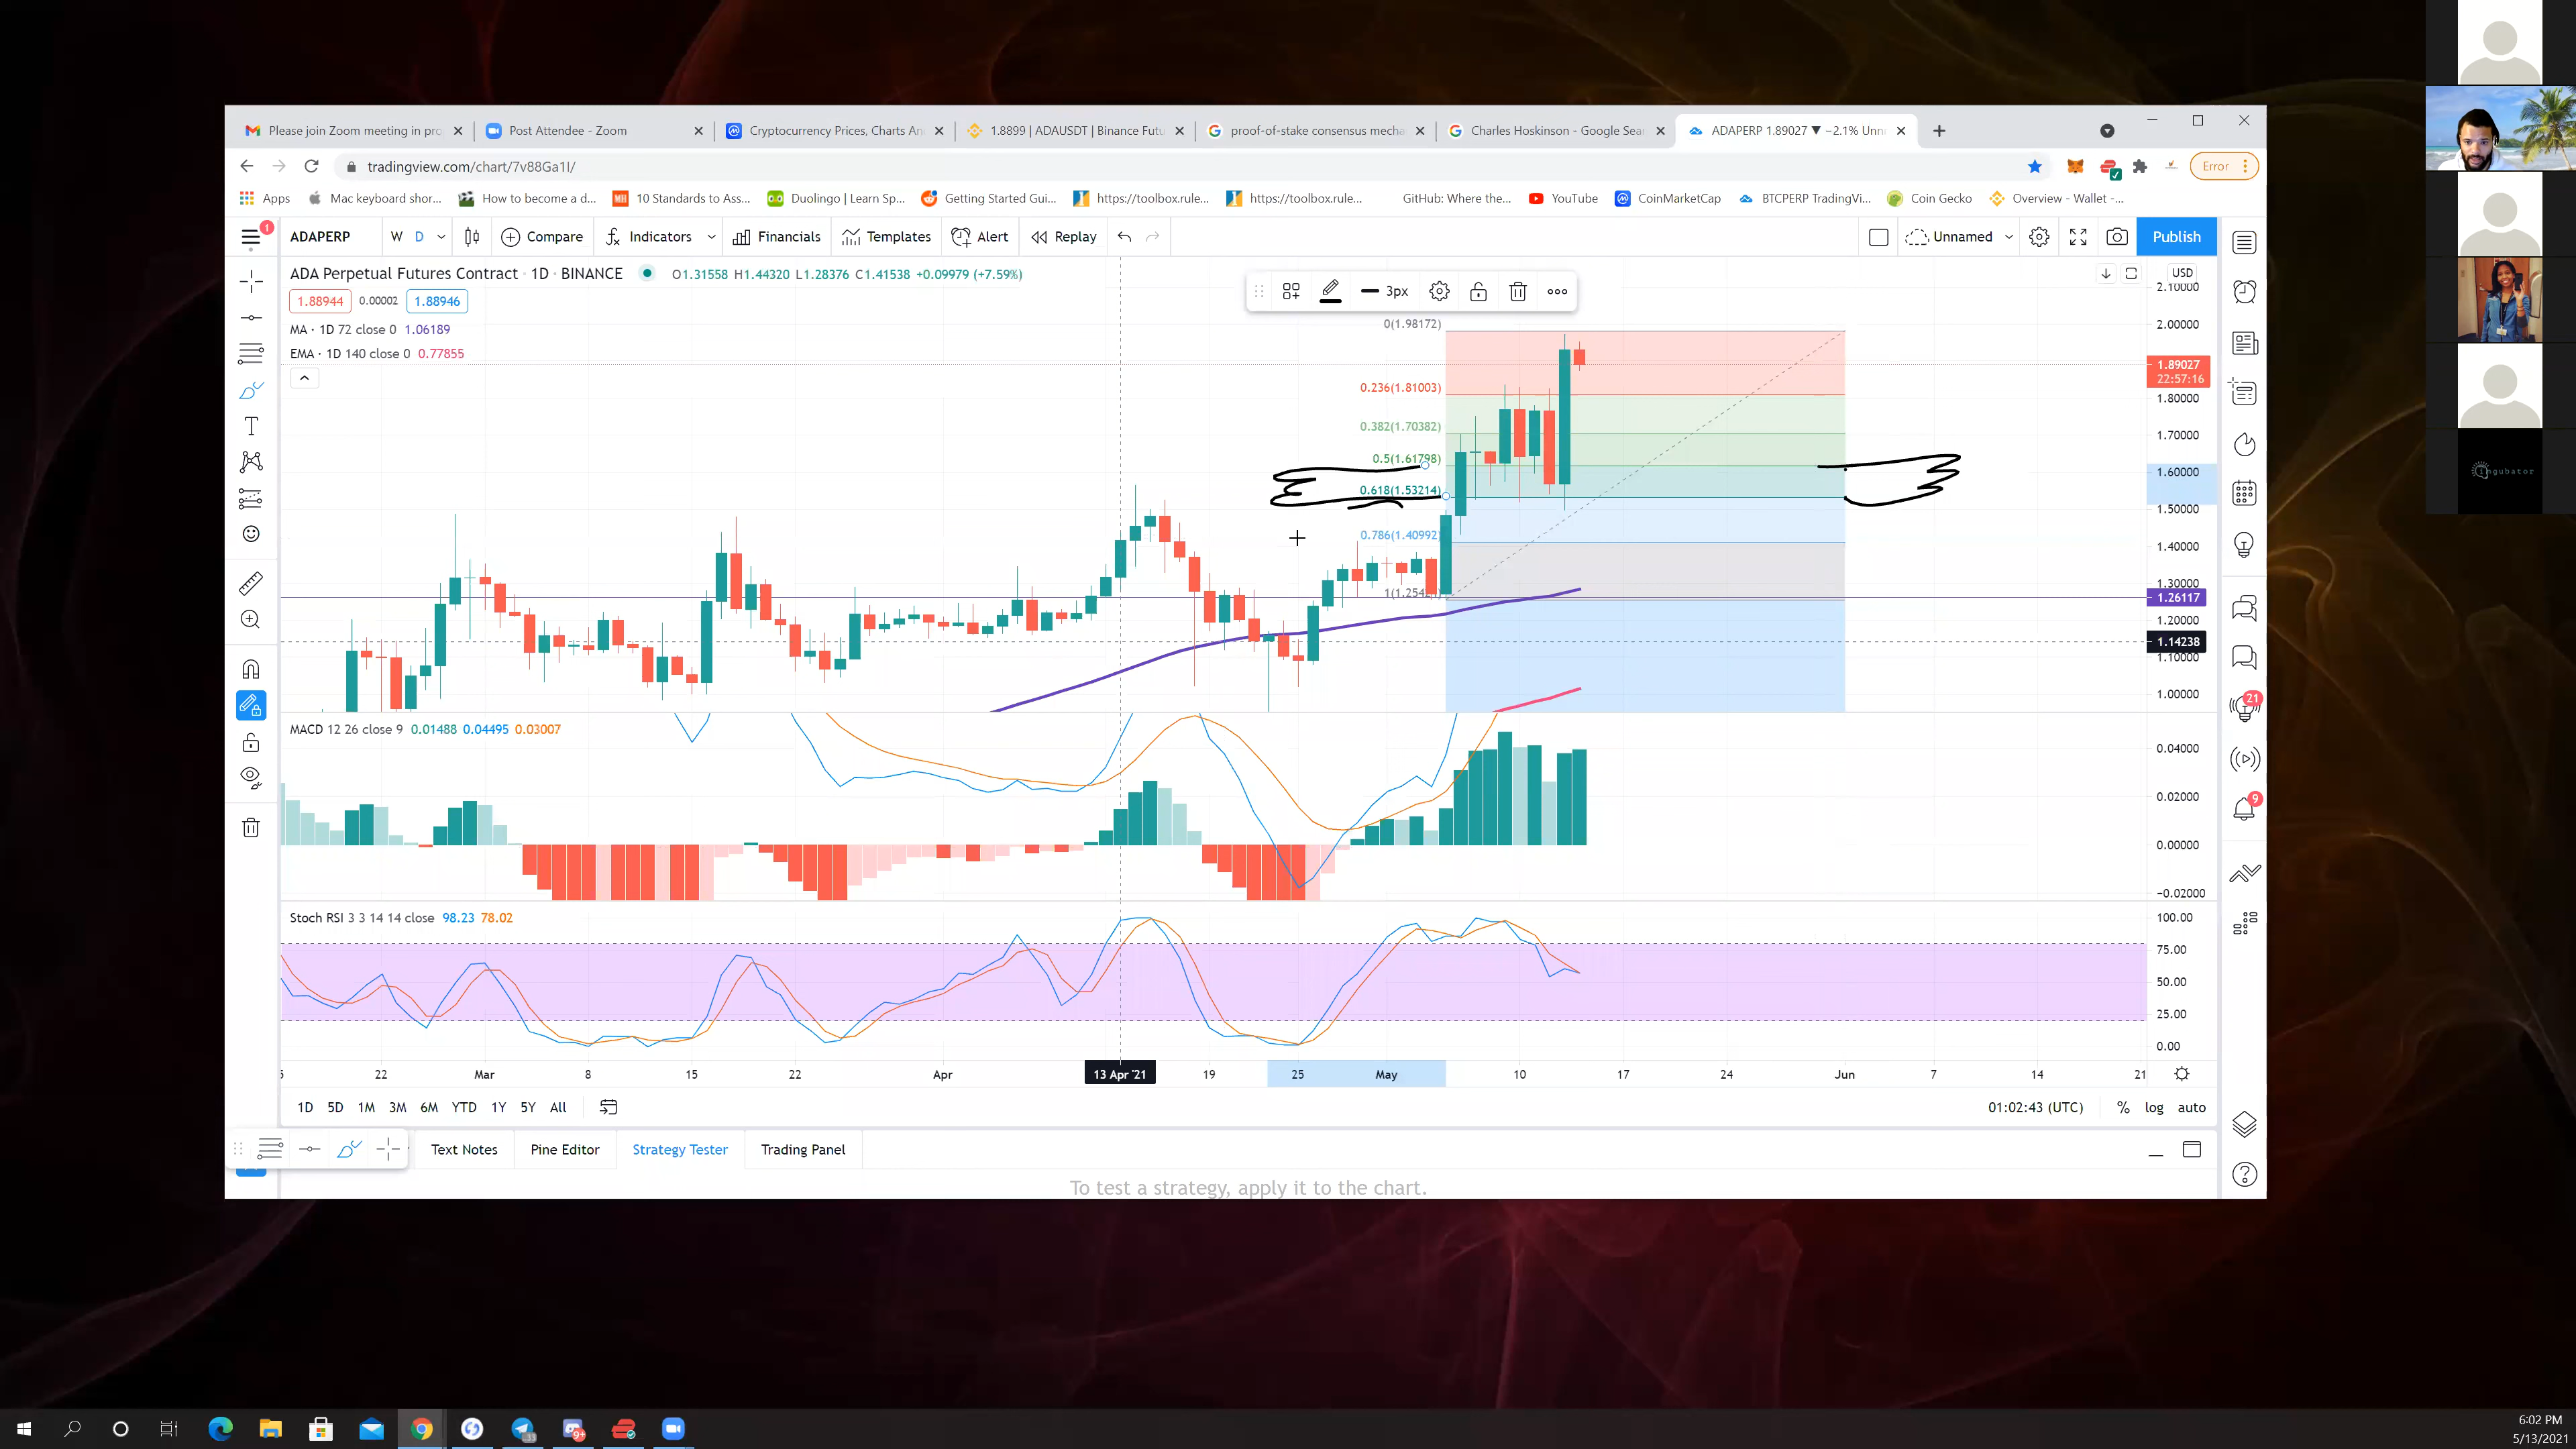 Please join Zoom meeting in pro
Post Attendee - Zoom
Cryptocurrency Prices, Charts An
1.8899 | ADAUSDT | Binance Futu
proof-of-stake consensus mecha
Charles Hoskinson - Google Sear
ADAPERP 1.89027 ▼ −2.1% Unn
tradingview.com/chart/7v88Ga1l/
Error
Apps
Mac keyboard shor...
How to become a d...
MH
10 Standards to Ass...
Duolingo | Learn Sp...
Getting Started Gui...
https://toolbox.rule...
https://toolbox.rule...
GitHub: Where the...
YouTube
CoinMarketCap
BTCPERP TradingVi...
Coin Gecko
Overview - Wallet -...
1
ADAPERP
W
D
Compare
Indicators
Financials
Templates
Alert
Replay
Unnamed
Publish
ADA Perpetual Futures Contract · 1D · BINANCE
O1.31558 H1.44320 L1.28376 C1.41538 +0.09979 (+7.59%)
1.88944
0.00002
1.88946
MA · 1D 72 close 0 1.06189
EMA · 1D 140 close 0 0.77855
3px
USD
2.10000
2.00000
1.89027
22:57:16
1.80000
1.70000
1.60000
1.50000
1.40000
1.30000
1.26117
1.20000
1.14238
1.10000
1.00000
0(1.98172)
0.236(1.81003)
0.382(1.70382)
0.5(1.61798)
0.618(1.53214)
0.786(1.40992)
MACD 12 26 close 9 0.01488 0.04495 0.03007
0.04000
0.02000
0.00000
−0.02000
Stoch RSI 3 3 14 14 close 98.23 78.02
100.00
75.00
50.00
25.00
0.00
22
Mar
8
15
22
Apr
13 Apr '21
19
25
May
10
17
24
Jun
7
14
21
1D
5D
1M
3M
6M
YTD
1Y
5Y
All
01:02:43 (UTC)
%
log
auto
Text Notes
Pine Editor
Strategy Tester
Trading Panel
To test a strategy, apply it to the chart.
21
9
ingubator
9+
6:02 PM
5/13/2021